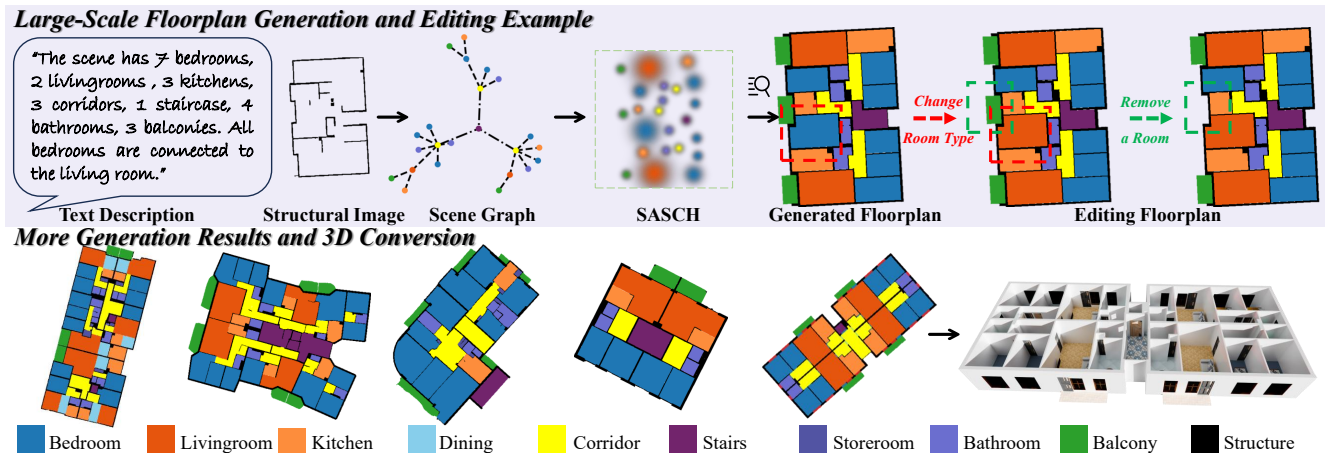 Large-Scale Floorplan Generation and Editing Example
"The scene has 7 bedrooms,
2 livingrooms , 3 kitchens,
3 corridors, 1 staircase, 4
bathrooms, 3 balconies. All
bedrooms are connected to
the living room."
Change
Room Type
Remove
a Room
Text Description
Structural Image
Scene Graph
SASCH
Generated Floorplan
Editing Floorplan
More Generation Results and 3D Conversion
Bedroom
Livingroom
Kitchen
Dining
Corridor
Stairs
Storeroom
Bathroom
Balcony
Structure